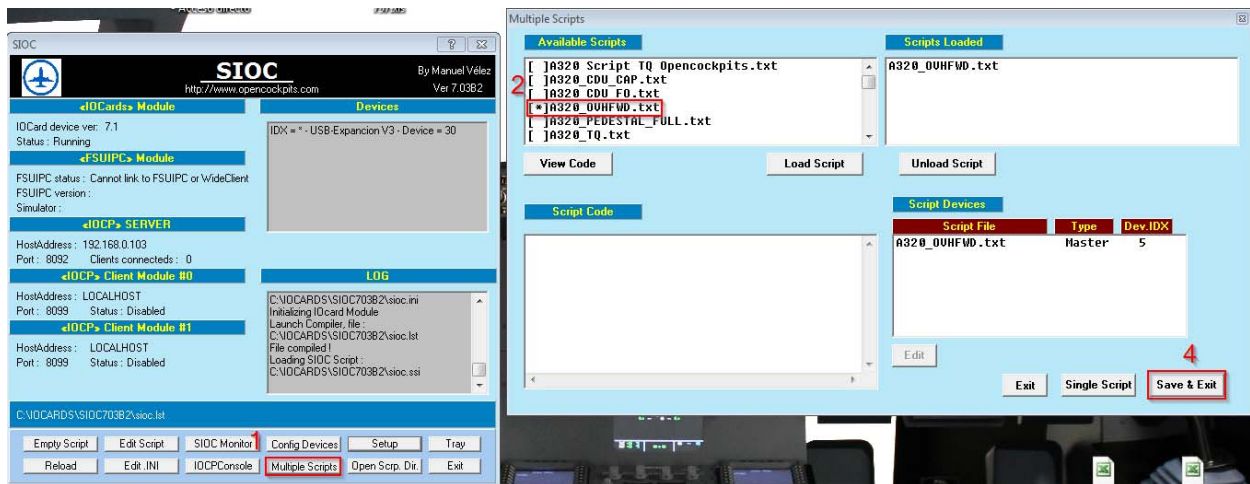 SIOC
SIOC
http://www.opencockpits.com
By Manuel Vélez
Ver 7.03B2
«IOCards» Module
IOCard device ver: 7.1
Status : Running
«FSUIPC» Module
FSUIPC status : Cannot link to FSUIPC or WideClient
FSUIPC version :
Simulator :
«IOCP» SERVER
HostAddress : 192.168.0.103
Port : 8092 Clients connecteds : 0
«IOCP» Client Module #0
HostAddress : LOCALHOST
Port : 8099 Status : Disabled
«IOCP» Client Module #1
HostAddress : LOCALHOST
Port : 8099 Status : Disabled
Devices
IDX = * - USB-Expancion V3 - Device = 30
LOG
C:\IOCARDS\SIOC703B2\sioc.ini
Initializing IOcard Module
Launch Compiler, file :
C:\IOCARDS\SIOC703B2\sioc.lst
File compiled !
Loading SIOC Script :
C:\IOCARDS\SIOC703B2\sioc.ssi
C:\IOCARDS\SIOC703B2\sioc.lst
Empty Script Edit Script SIOC Monitor 1 Config Devices Setup Tray
Reload Edit .INI IOCPConsole Multiple Scripts Open Scrp. Dir. Exit
Multiple Scripts
Available Scripts
[ ]A320 Script TQ Opencockpits.txt
[ ]A320_CDU_CAP.txt
2
[ ]A320_CDU_FO.txt
[*]A320_OVHFWD.txt
[ ]A320_PEDESTAL_FULL.txt
[ ]A320_TQ.txt
View Code Load Script
Scripts Loaded
A320_OVHFWD.txt
Unload Script
Script Code
Script Devices
Script File Type Dev.IDX
A320_OVHFWD.txt Master 5
Edit
4
Exit Single Script Save & Exit